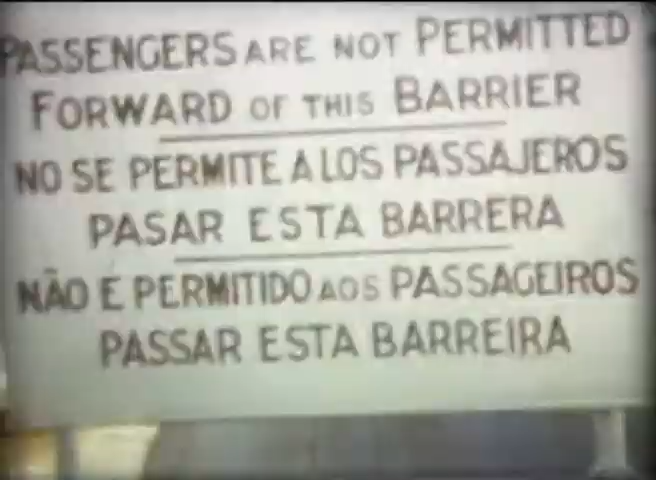 PASSENGERS ARE NOT PERMITTED
FORWARD OF THIS BARRIER
NO SE PERMITE A LOS PASSAJEROS
PASAR ESTA BARRERA
NÃO E PERMITIDO AOS PASSAGEIROS
PASSAR ESTA BARREIRA